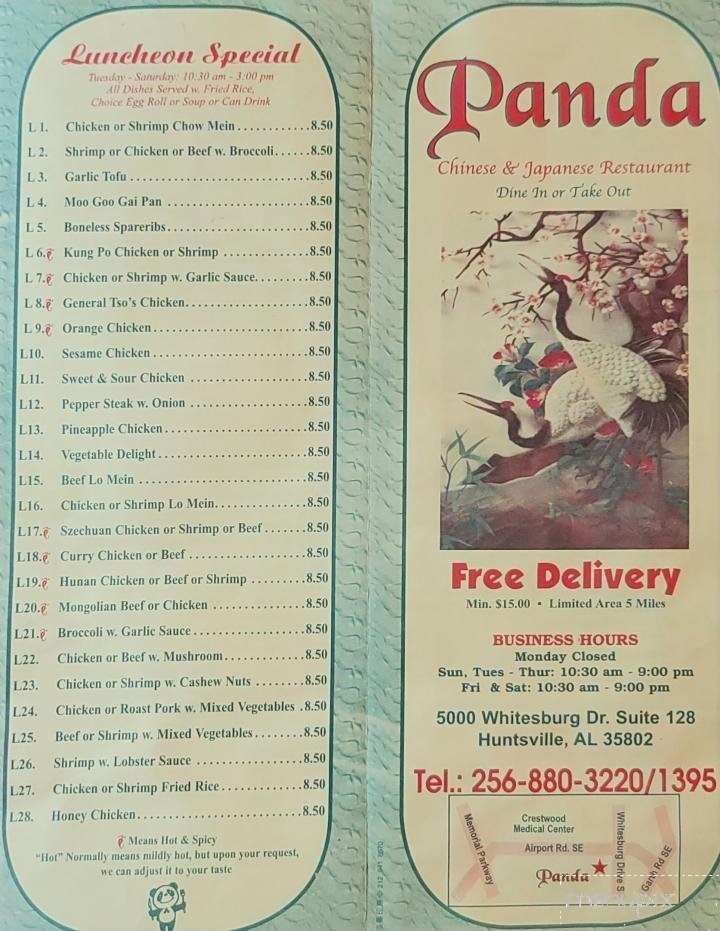 Luncheon Special
Tuesday - Saturday: 10:30 am - 3:00 pm
All Dishes Served w. Fried Rice,
Choice Egg Roll or Soup or Can Drink
L 1. Chicken or Shrimp Chow Mein............8.50
L 2. Shrimp or Chicken or Beef w. Broccoli......8.50
L 3. Garlic Tofu..............................8.50
L 4. Moo Goo Gai Pan........................8.50
L 5. Boneless Spareribs.......................8.50
L 6. Kung Po Chicken or Shrimp...............8.50
L 7. Chicken or Shrimp w. Garlic Sauce.........8.50
L 8. General Tso's Chicken....................8.50
L 9. Orange Chicken..........................8.50
L10. Sesame Chicken.........................8.50
L11. Sweet & Sour Chicken...................8.50
L12. Pepper Steak w. Onion...................8.50
L13. Pineapple Chicken.......................8.50
L14. Vegetable Delight........................8.50
L15. Beef Lo Mein............................8.50
L16. Chicken or Shrimp Lo Mein...............8.50
L17. Szechuan Chicken or Shrimp or Beef.......8.50
L18. Curry Chicken or Beef...................8.50
L19. Hunan Chicken or Beef or Shrimp.........8.50
L20. Mongolian Beef or Chicken...............8.50
L21. Broccoli w. Garlic Sauce..................8.50
L22. Chicken or Beef w. Mushroom.............8.50
L23. Chicken or Shrimp w. Cashew Nuts........8.50
L24. Chicken or Roast Pork w. Mixed Vegetables .8.50
L25. Beef or Shrimp w. Mixed Vegetables........8.50
L26. Shrimp w. Lobster Sauce..................8.50
L27. Chicken or Shrimp Fried Rice..............8.50
L28. Honey Chicken...........................8.50
Means Hot & Spicy
"Hot" Normally means mildly hot, but upon your request,
we can adjust it to your taste
Panda
Chinese & Japanese Restaurant
Dine In or Take Out
Free Delivery
Min. $15.00 • Limited Area 5 Miles
BUSINESS HOURS
Monday Closed
Sun, Tues - Thur: 10:30 am - 9:00 pm
Fri & Sat: 10:30 am - 9:00 pm
5000 Whitesburg Dr. Suite 128
Huntsville, AL 35802
Tel.: 256-880-3220/1395
Memorial Parkway
Crestwood
Medical Center
Airport Rd. SE
Whitesburg Drive S
Garth Rd SE
Panda
menupix